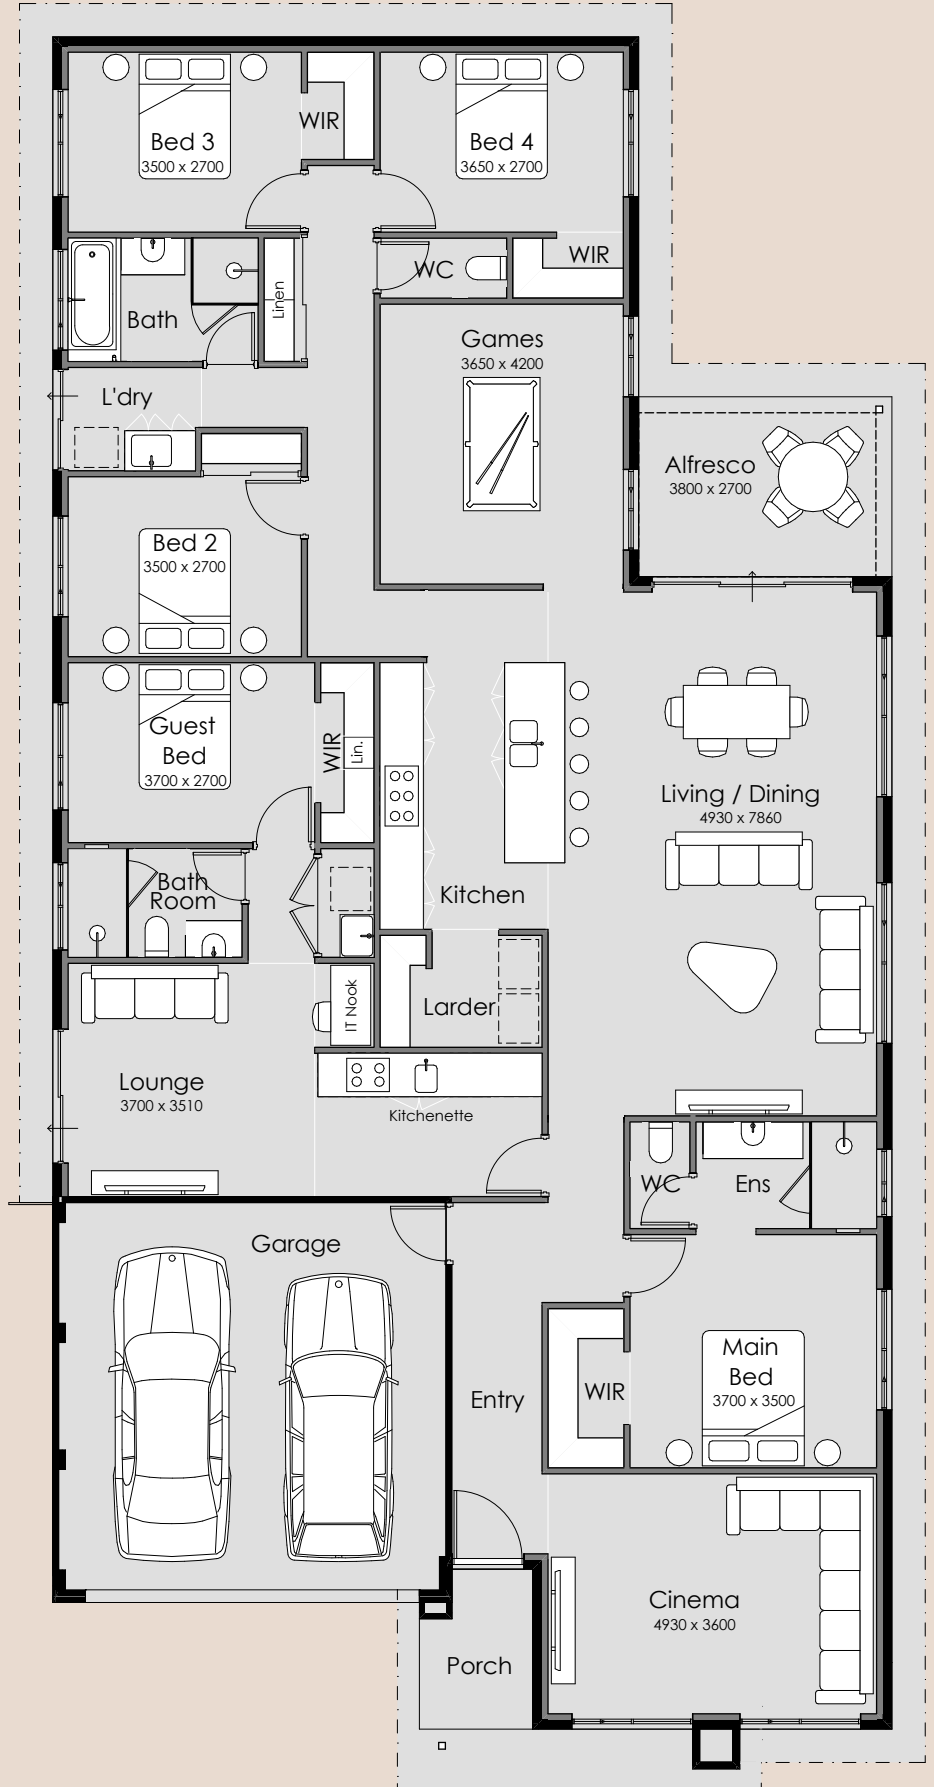 Bed 3
3500 x 2700
WIR
Bed 4
3650 x 2700
WC
WIR
Linen
Bath
Games
3650 x 4200
L'dry
Alfresco
3800 x 2700
Bed 2
3500 x 2700
Guest
Bed
3700 x 2700
WIR
Lin.
Living / Dining
4930 x 7860
Bath
Room
Kitchen
IT Nook
Larder
Lounge
3700 x 3510
Kitchenette
WC
Ens
Garage
Main
Bed
3700 x 3500
WIR
Entry
Cinema
4930 x 3600
Porch